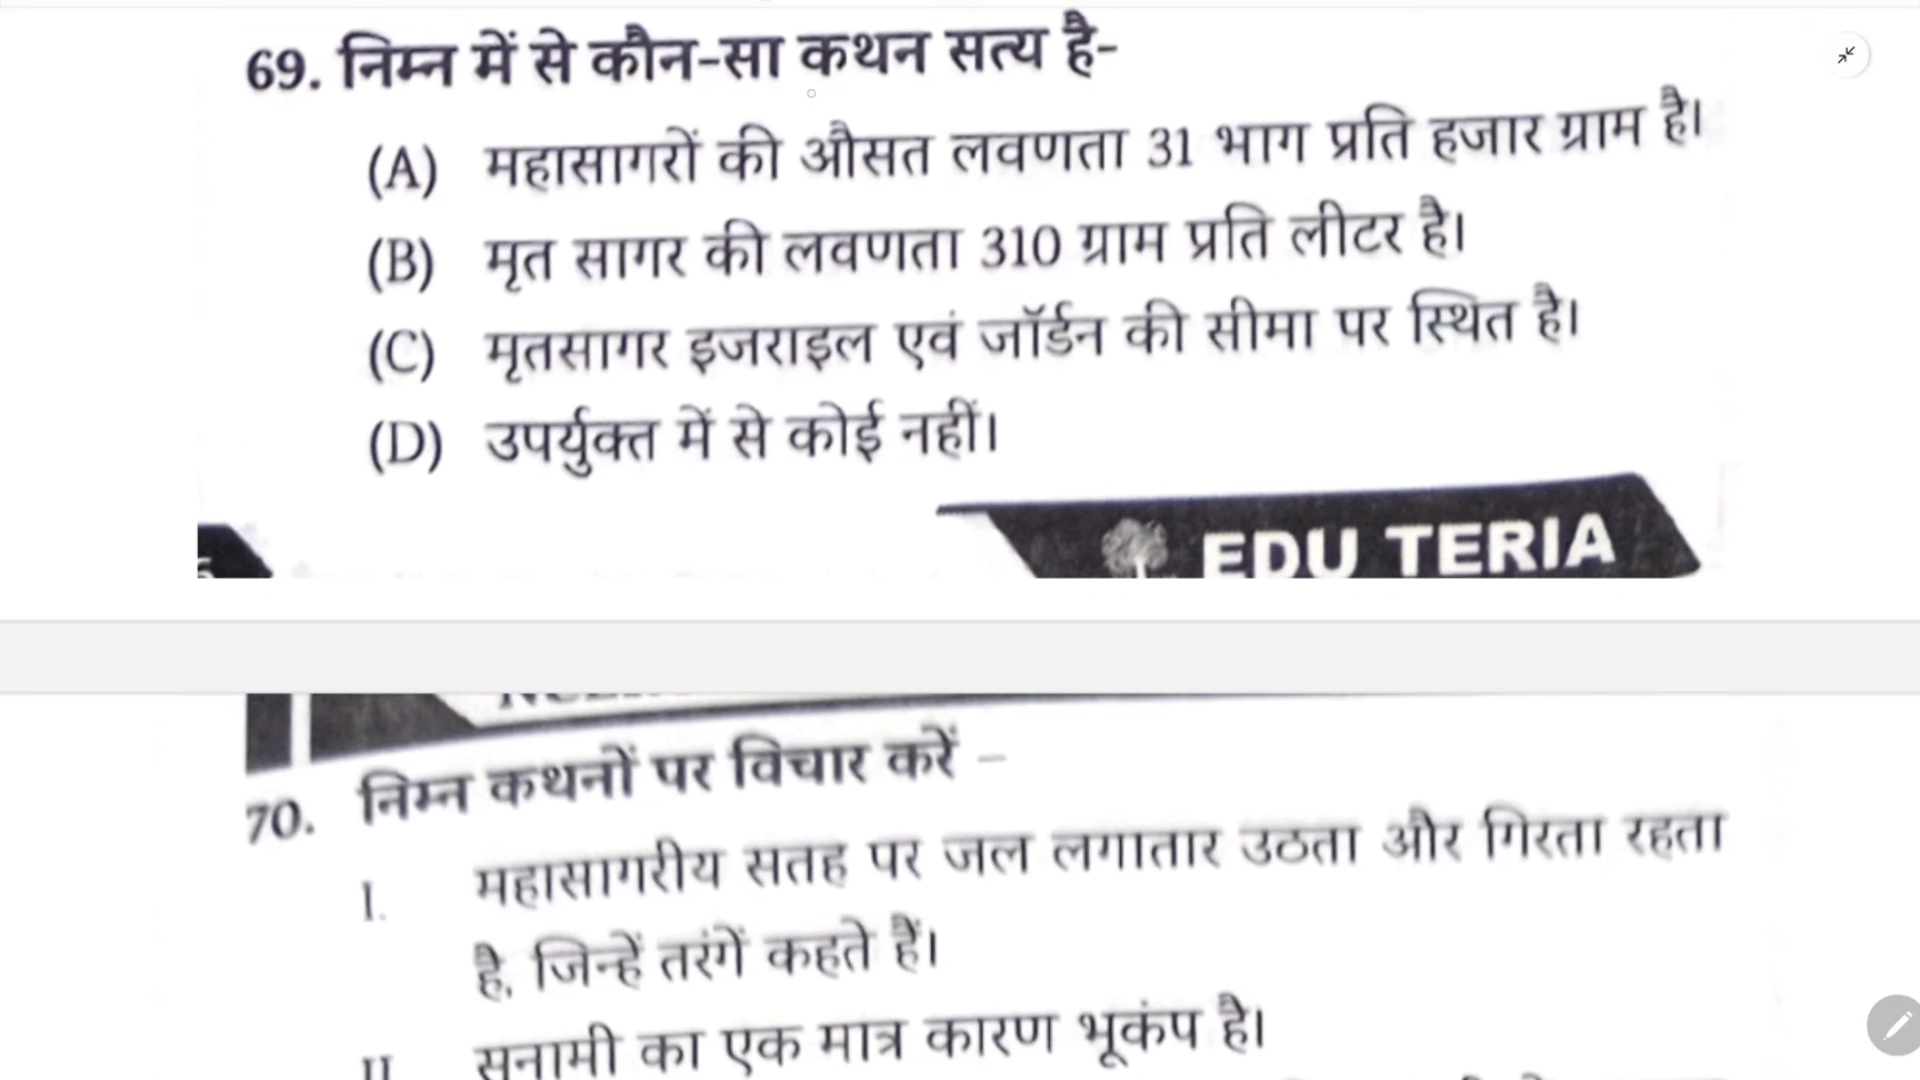 69. निम्न में से कौन-सा कथन सत्य है-
(A) महासागरों की औसत लवणता 31 भाग प्रति हजार ग्राम है।
(B) मृत सागर की लवणता 310 ग्राम प्रति लीटर है।
(C) मृतसागर इजराइल एवं जॉर्डन की सीमा पर स्थित है।
(D) उपर्युक्त में से कोई नहीं।
EDU TERIA
70. निम्न कथनों पर विचार करें –
I. महासागरीय सतह पर जल लगातार उठता और गिरता रहता
है, जिन्हें तरंगें कहते हैं।
II सुनामी का एक मात्र कारण भूकंप है।